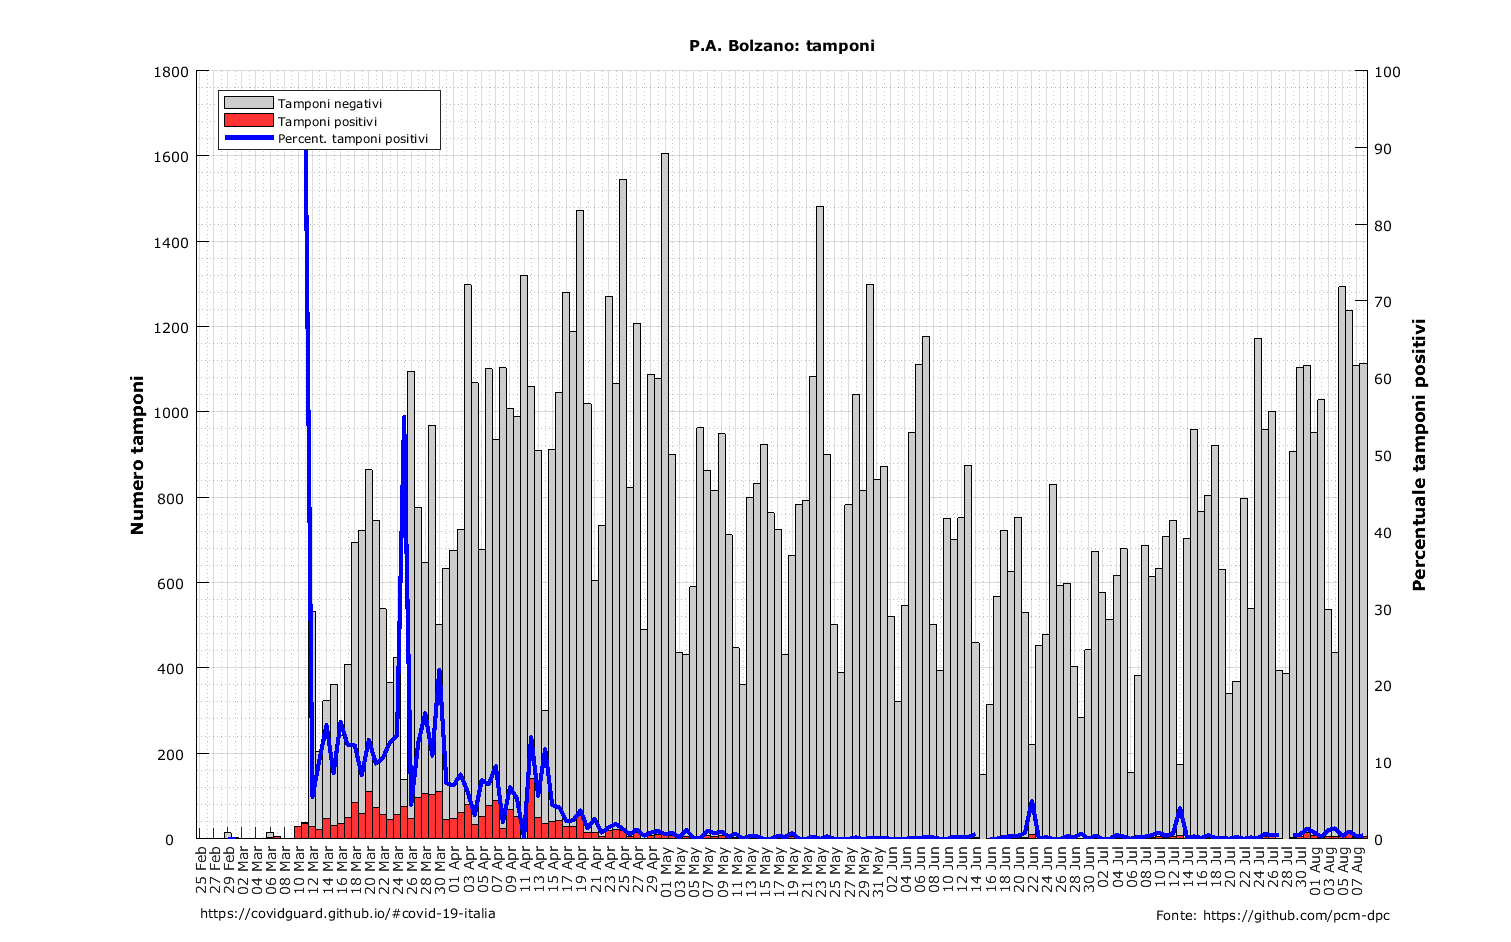 P.A. Bolzano: tamponi
Tamponi negativi
Tamponi positivi
Percent. tamponi positivi
Numero tamponi
1800
1600
1400
1200
1000
800
600
400
200
0
Percentuale tamponi positivi
100
90
80
70
60
50
40
30
20
10
0
25 Feb
27 Feb
29 Feb
02 Mar
04 Mar
06 Mar
08 Mar
10 Mar
12 Mar
14 Mar
16 Mar
18 Mar
20 Mar
22 Mar
24 Mar
26 Mar
28 Mar
30 Mar
01 Apr
03 Apr
05 Apr
07 Apr
09 Apr
11 Apr
13 Apr
15 Apr
17 Apr
19 Apr
21 Apr
23 Apr
25 Apr
27 Apr
29 Apr
01 May
03 May
05 May
07 May
09 May
11 May
13 May
15 May
17 May
19 May
21 May
23 May
25 May
27 May
29 May
31 May
02 Jun
04 Jun
06 Jun
08 Jun
10 Jun
12 Jun
14 Jun
16 Jun
18 Jun
20 Jun
22 Jun
24 Jun
26 Jun
28 Jun
30 Jun
02 Jul
04 Jul
06 Jul
08 Jul
10 Jul
12 Jul
14 Jul
16 Jul
18 Jul
20 Jul
22 Jul
24 Jul
26 Jul
28 Jul
30 Jul
01 Aug
03 Aug
05 Aug
07 Aug
https://covidguard.github.io/#covid-19-italia
Fonte: https://github.com/pcm-dpc